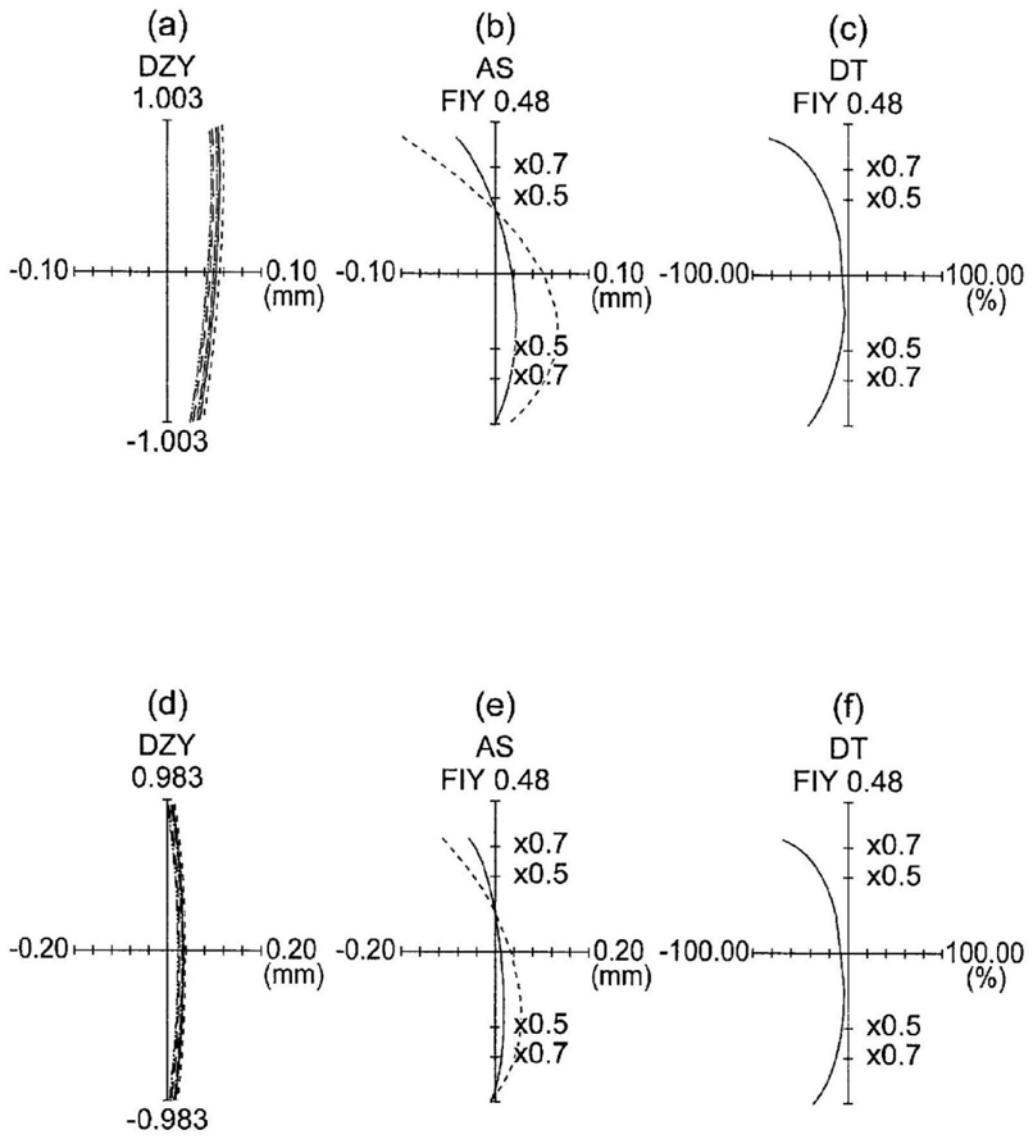 (a)
DZY
1.003
-0.10
0.10
(mm)
-1.003
(b)
AS
FIY 0.48
x0.7
x0.5
-0.10
0.10
(mm)
x0.5
x0.7
(c)
DT
FIY 0.48
x0.7
x0.5
-100.00
100.00
(%)
x0.5
x0.7
(d)
DZY
0.983
-0.20
0.20
(mm)
-0.983
(e)
AS
FIY 0.48
x0.7
x0.5
-0.20
0.20
(mm)
x0.5
x0.7
(f)
DT
FIY 0.48
x0.7
x0.5
-100.00
100.00
(%)
x0.5
x0.7